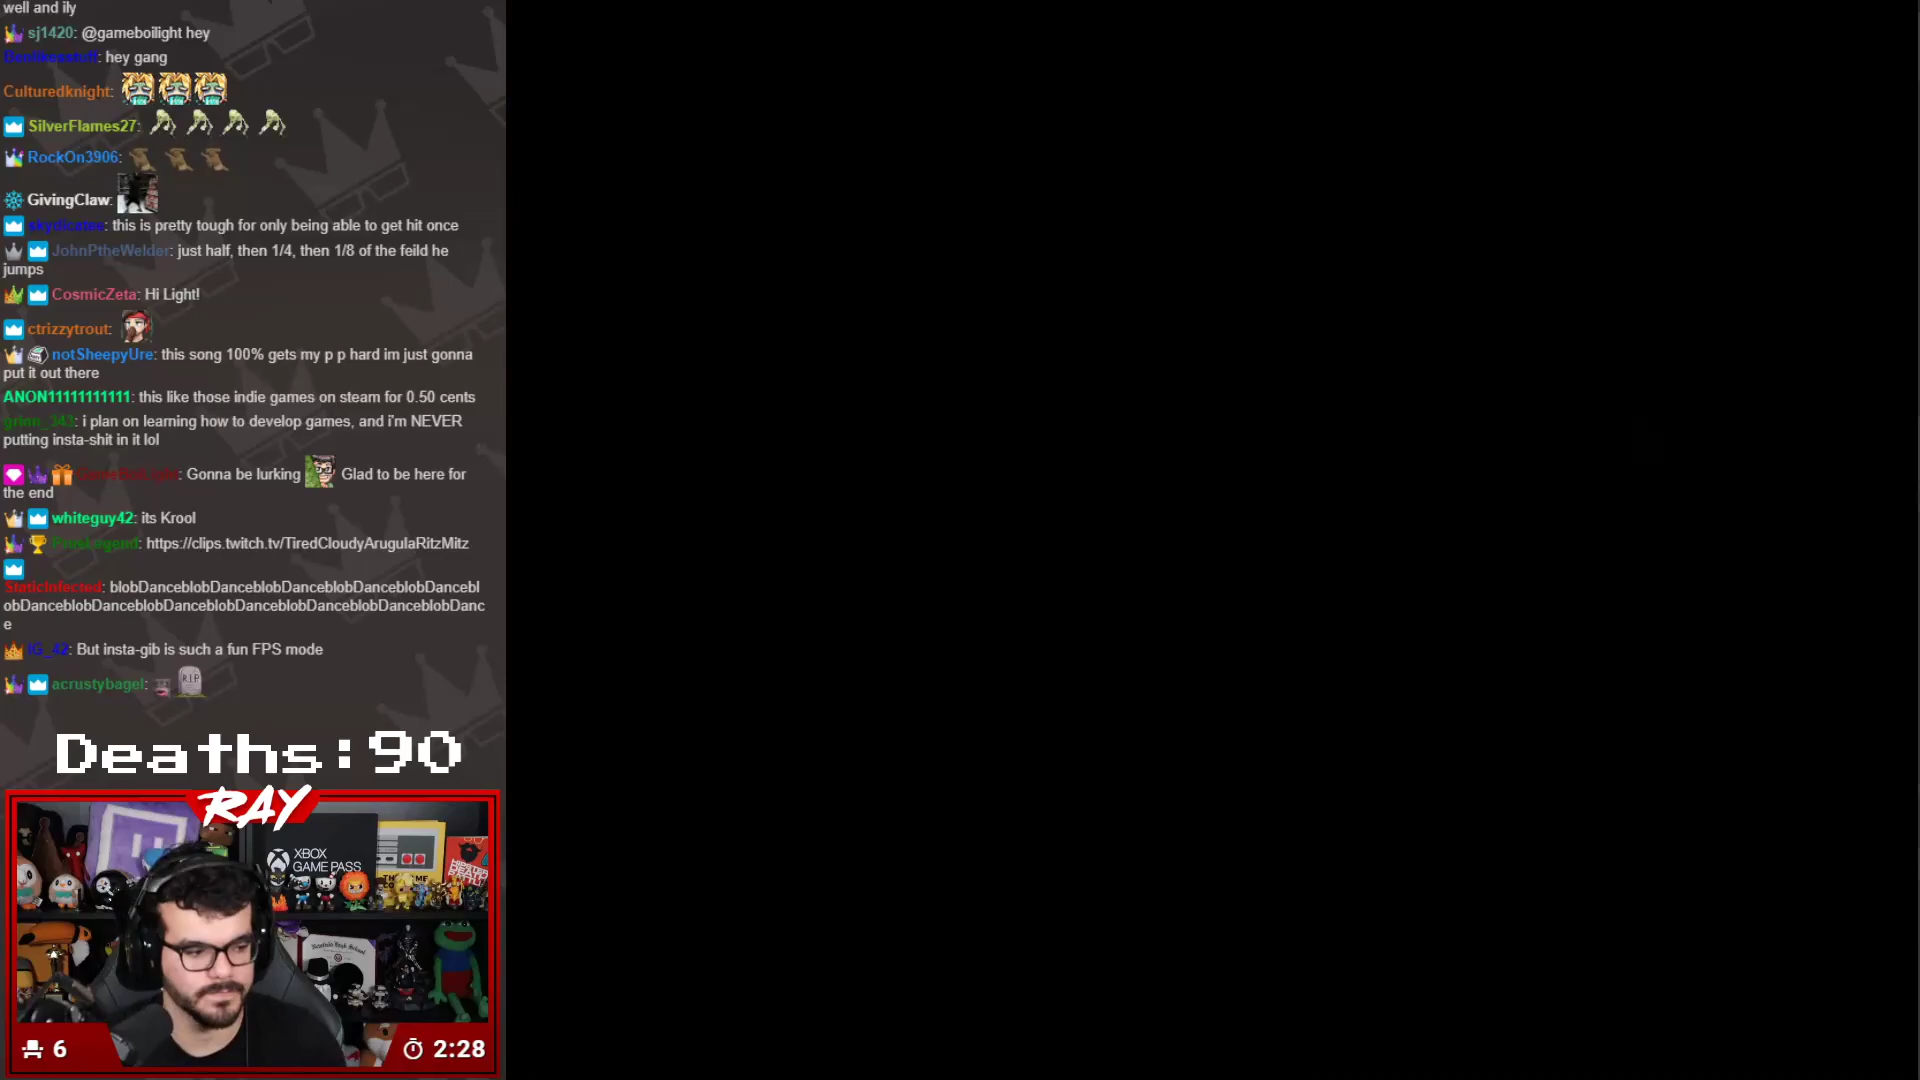 well and ily
sj1420: @gameboilight hey
: hey gang
Culturedknight:
SilverFlames27:
RockOn3906:
GivingClaw:
: this is pretty tough for only being able to get hit once
JohnPtheWelder: just half, then 1/4, then 1/8 of the feild he
jumps
CosmicZeta: Hi Light!
ctrizzytrout:
notSheepyUre: this song 100% gets my p p hard im just gonna
put it out there
ANON11111111111: this like those indie games on steam for 0.50 cents
grinn_343: i plan on learning how to develop games, and i'm NEVER
putting insta-shit in it lol
GameBoiLight: Gonna be lurking Glad to be here for
the end
whiteguy42: its Krool
: https://clips.twitch.tv/TiredCloudyArugulaRitzMitz
StaticInfected: blobDanceblobDanceblobDanceblobDanceblobDancebl
obDanceblobDanceblobDanceblobDanceblobDanceblobDanceblobDanc
e
IG_42: But insta-gib is such a fun FPS mode
acrustybagel:
R.I.P
Deaths:90
RAY
XBOX
GAME PASS
6
2:28